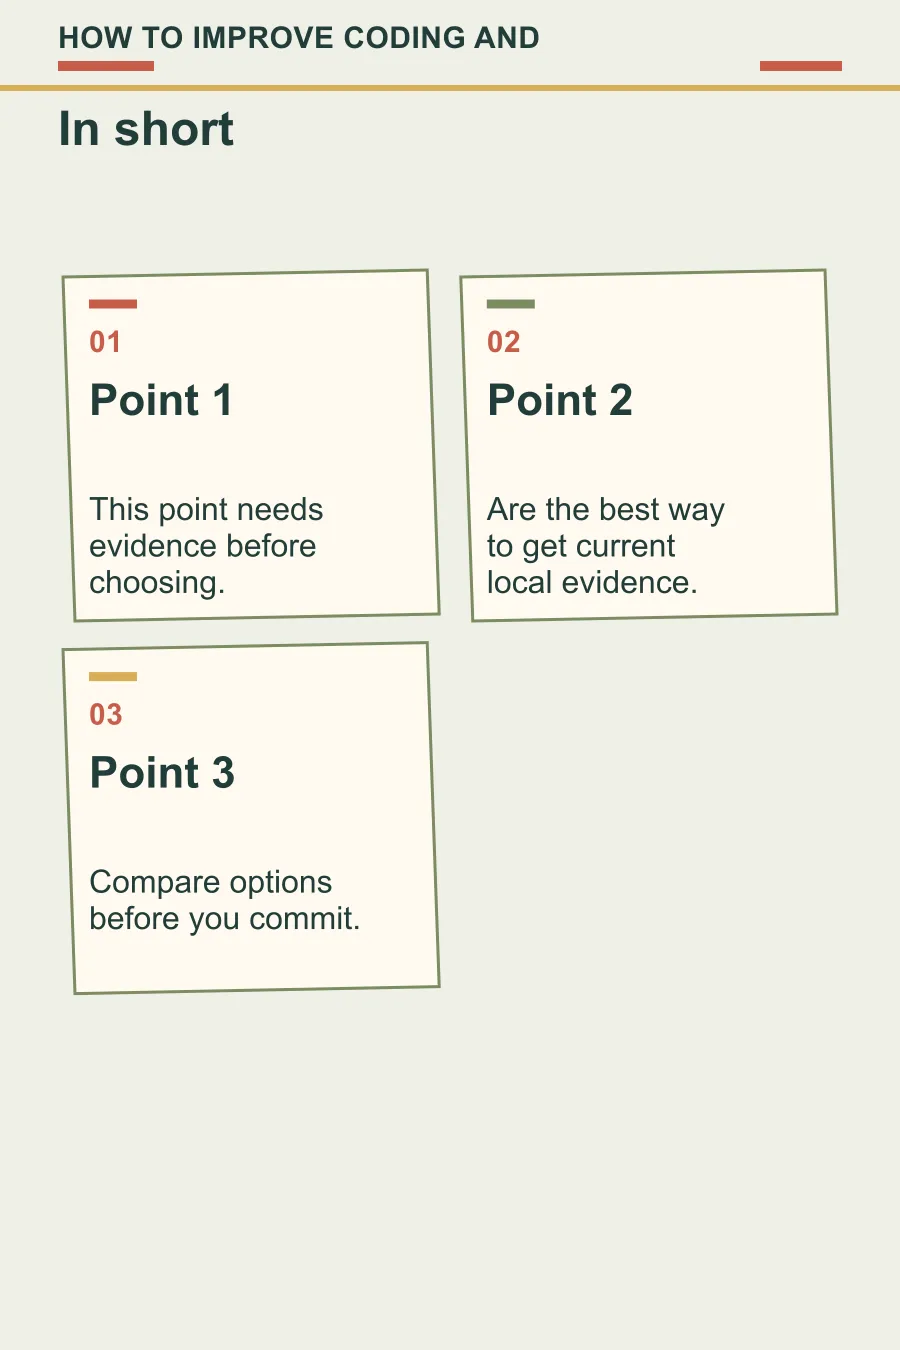 HOW TO IMPROVE CODING AND
In short
01
Point 1
This point needs
evidence before
choosing.
02
Point 2
Are the best way
to get current
local evidence.
03
Point 3
Compare options
before you commit.